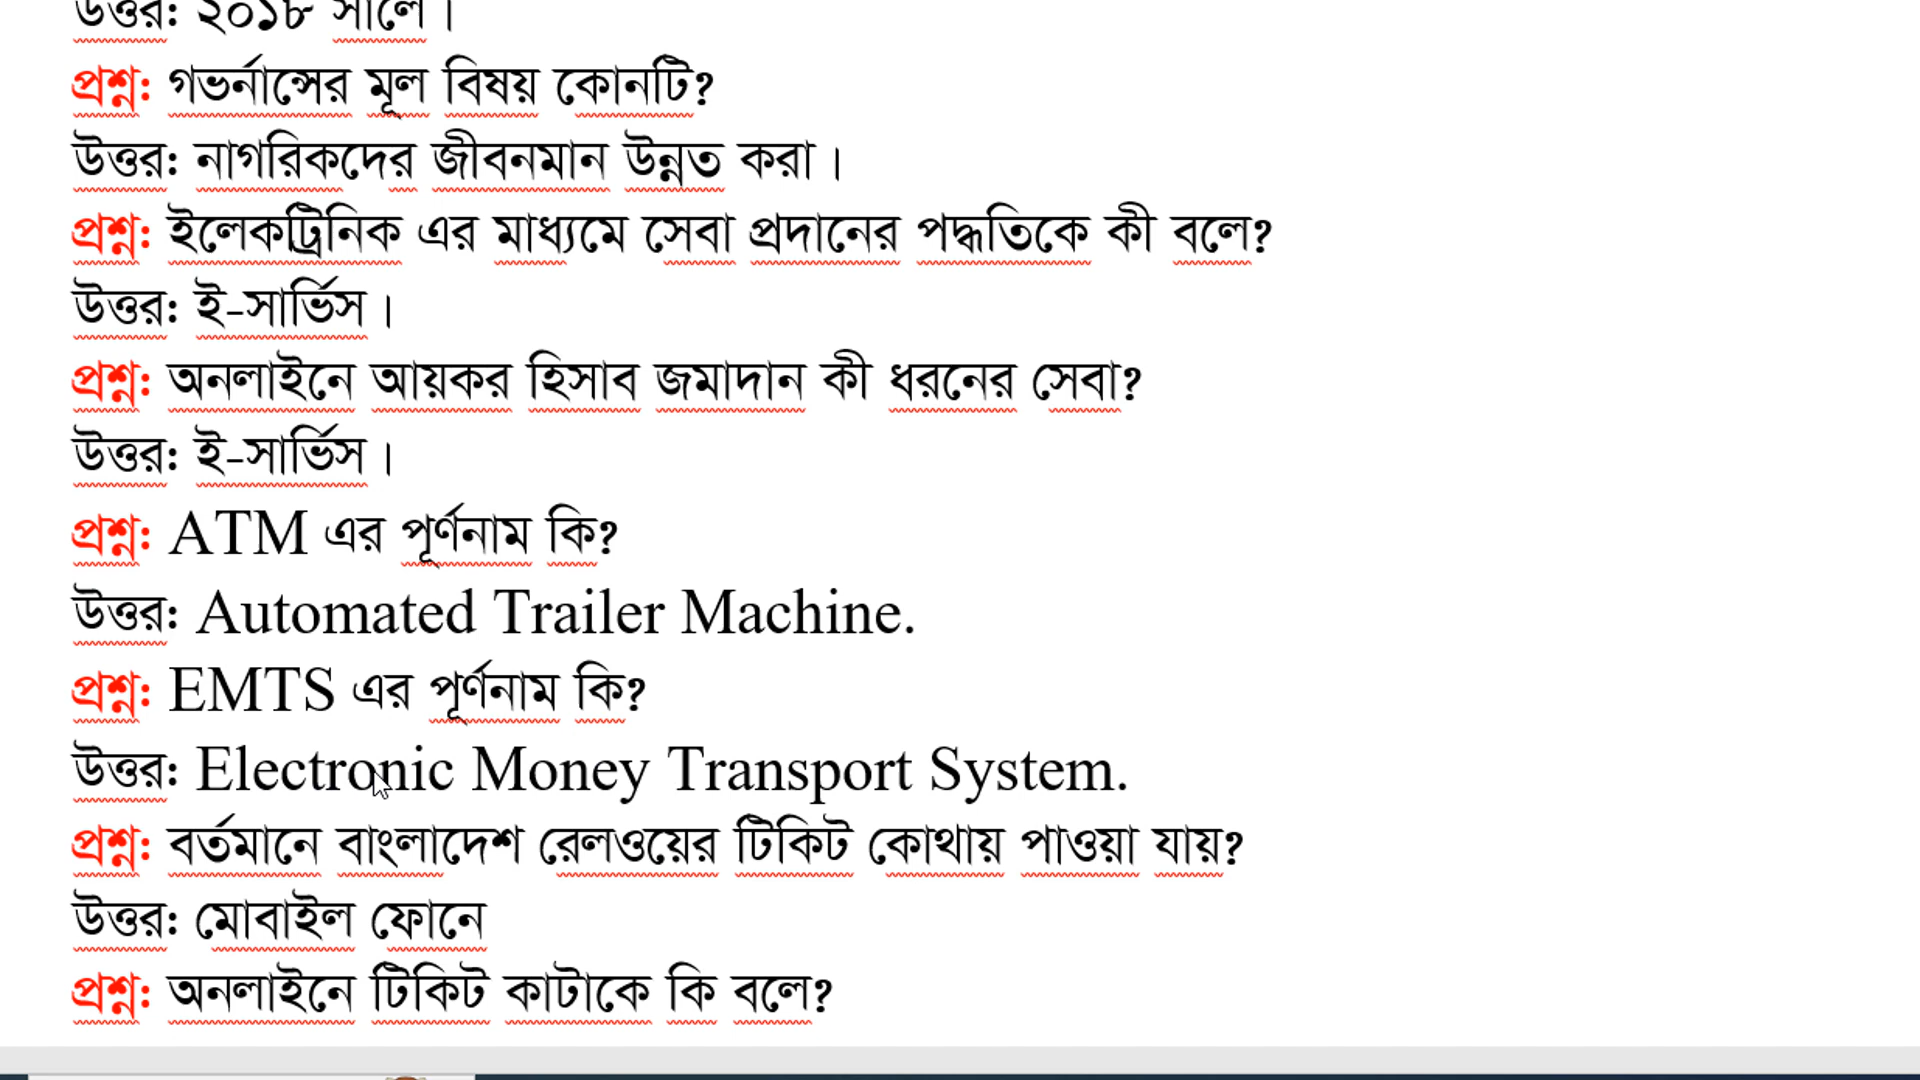 উত্তর: ২০১৮ সালে।
প্রশ্ন: গভর্নান্সের মূল বিষয় কোনটি?
উত্তর: নাগরিকদের জীবনমান উন্নত করা।
প্রশ্ন: ইলেকট্রিনিক এর মাধ্যমে সেবা প্রদানের পদ্ধতিকে কী বলে?
উত্তর: ই-সার্ভিস।
প্রশ্ন: অনলাইনে আয়কর হিসাব জমাদান কী ধরনের সেবা?
উত্তর: ই-সার্ভিস।
প্রশ্ন: ATM এর পূর্ণনাম কি?
উত্তর: Automated Trailer Machine.
প্রশ্ন: EMTS এর পূর্ণনাম কি?
উত্তর: Electronic Money Transport System.
প্রশ্ন: বর্তমানে বাংলাদেশ রেলওয়ের টিকিট কোথায় পাওয়া যায়?
উত্তর: মোবাইল ফোনে
প্রশ্ন: অনলাইনে টিকিট কাটাকে কি বলে?